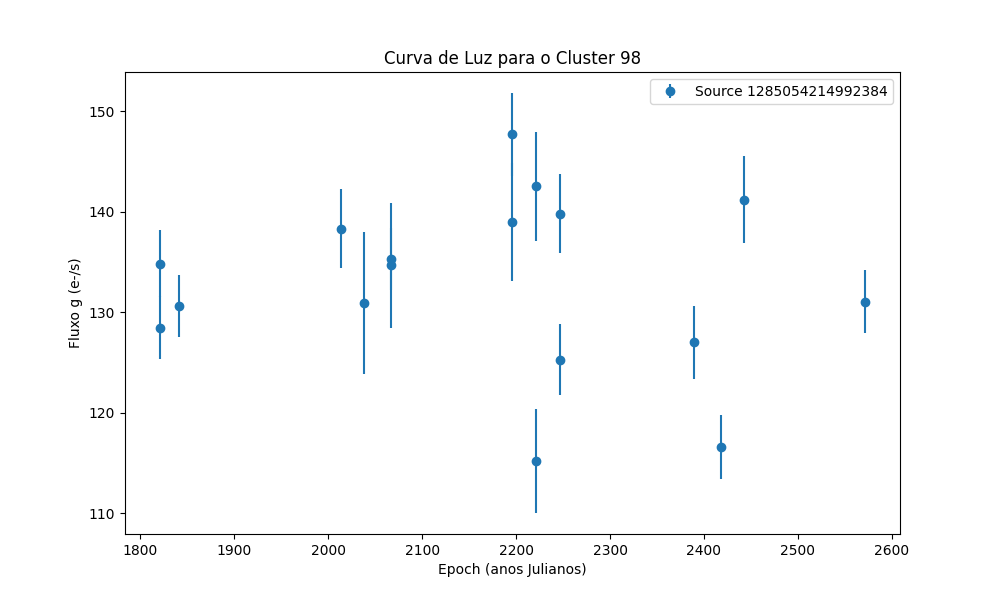 Curva de Luz para o Cluster 98
Source 1285054214992384
150
140
130
120
110
Fluxo g (e-/s)
1800 1900 2000 2100 2200 2300 2400 2500 2600
Epoch (anos Julianos)